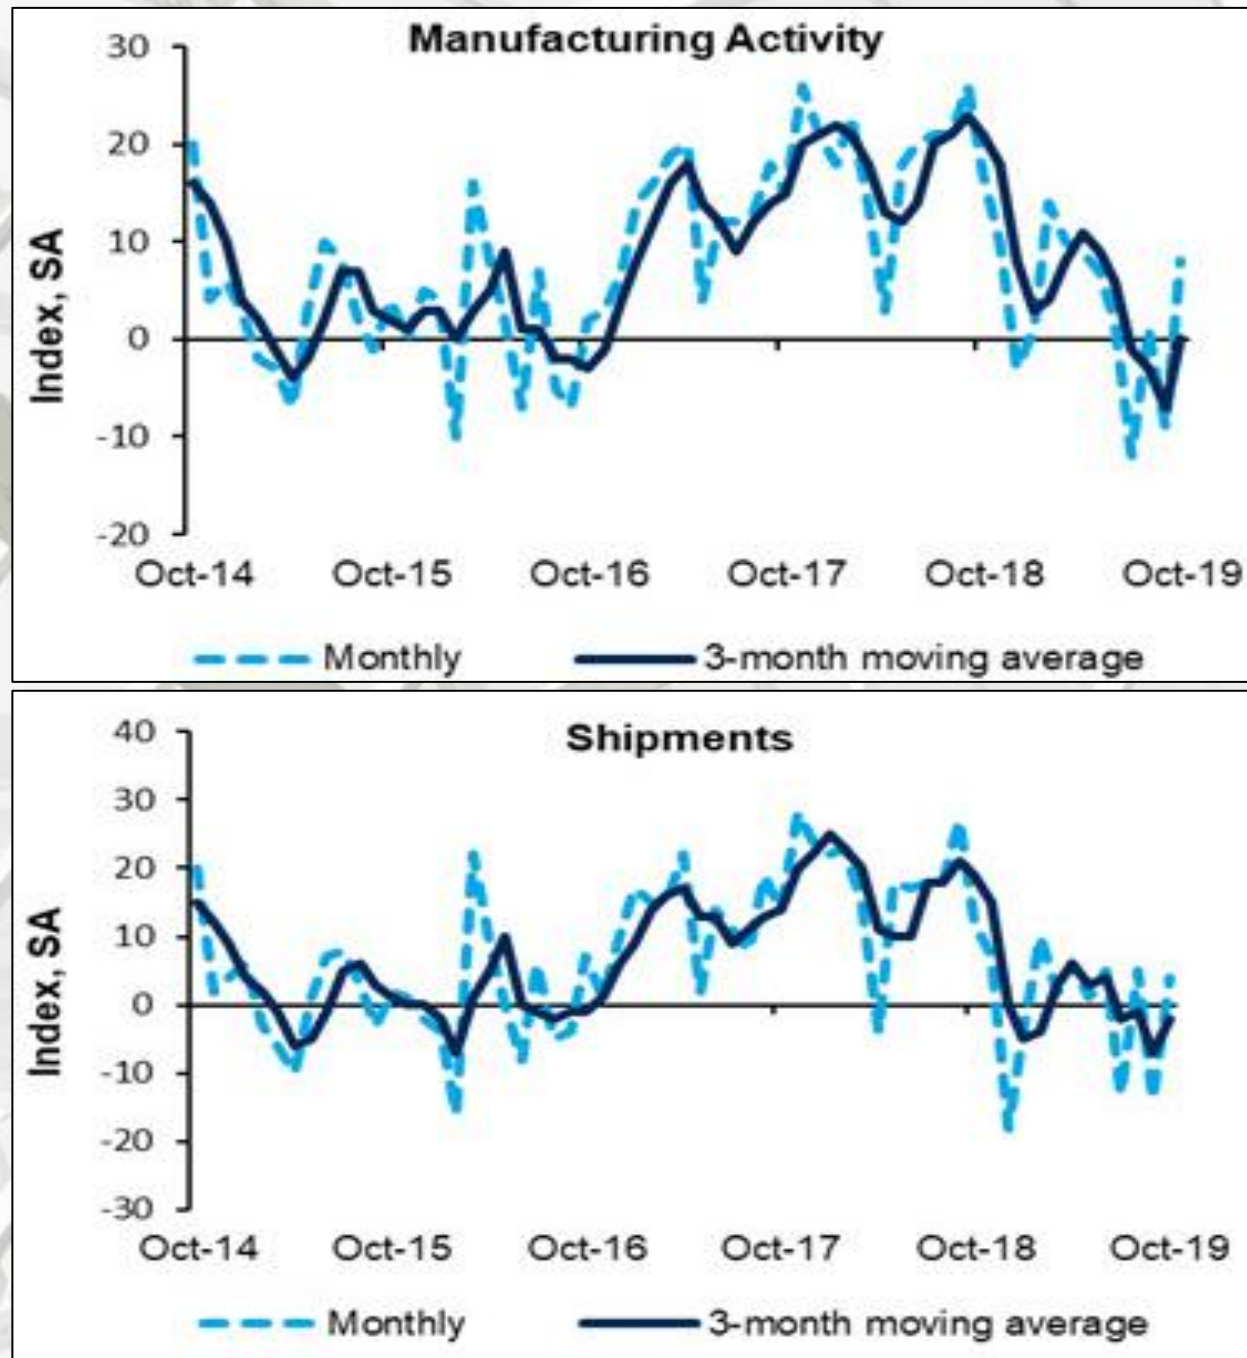 Manufacturing Activity
30
20
10
0
-10
-20
Index, SA
Oct-14 Oct-15 Oct-16 Oct-17 Oct-18 Oct-19
Monthly 3-month moving average
Shipments
40
30
20
10
0
-10
-20
-30
Index, SA
Oct-14 Oct-15 Oct-16 Oct-17 Oct-18 Oct-19
Monthly 3-month moving average